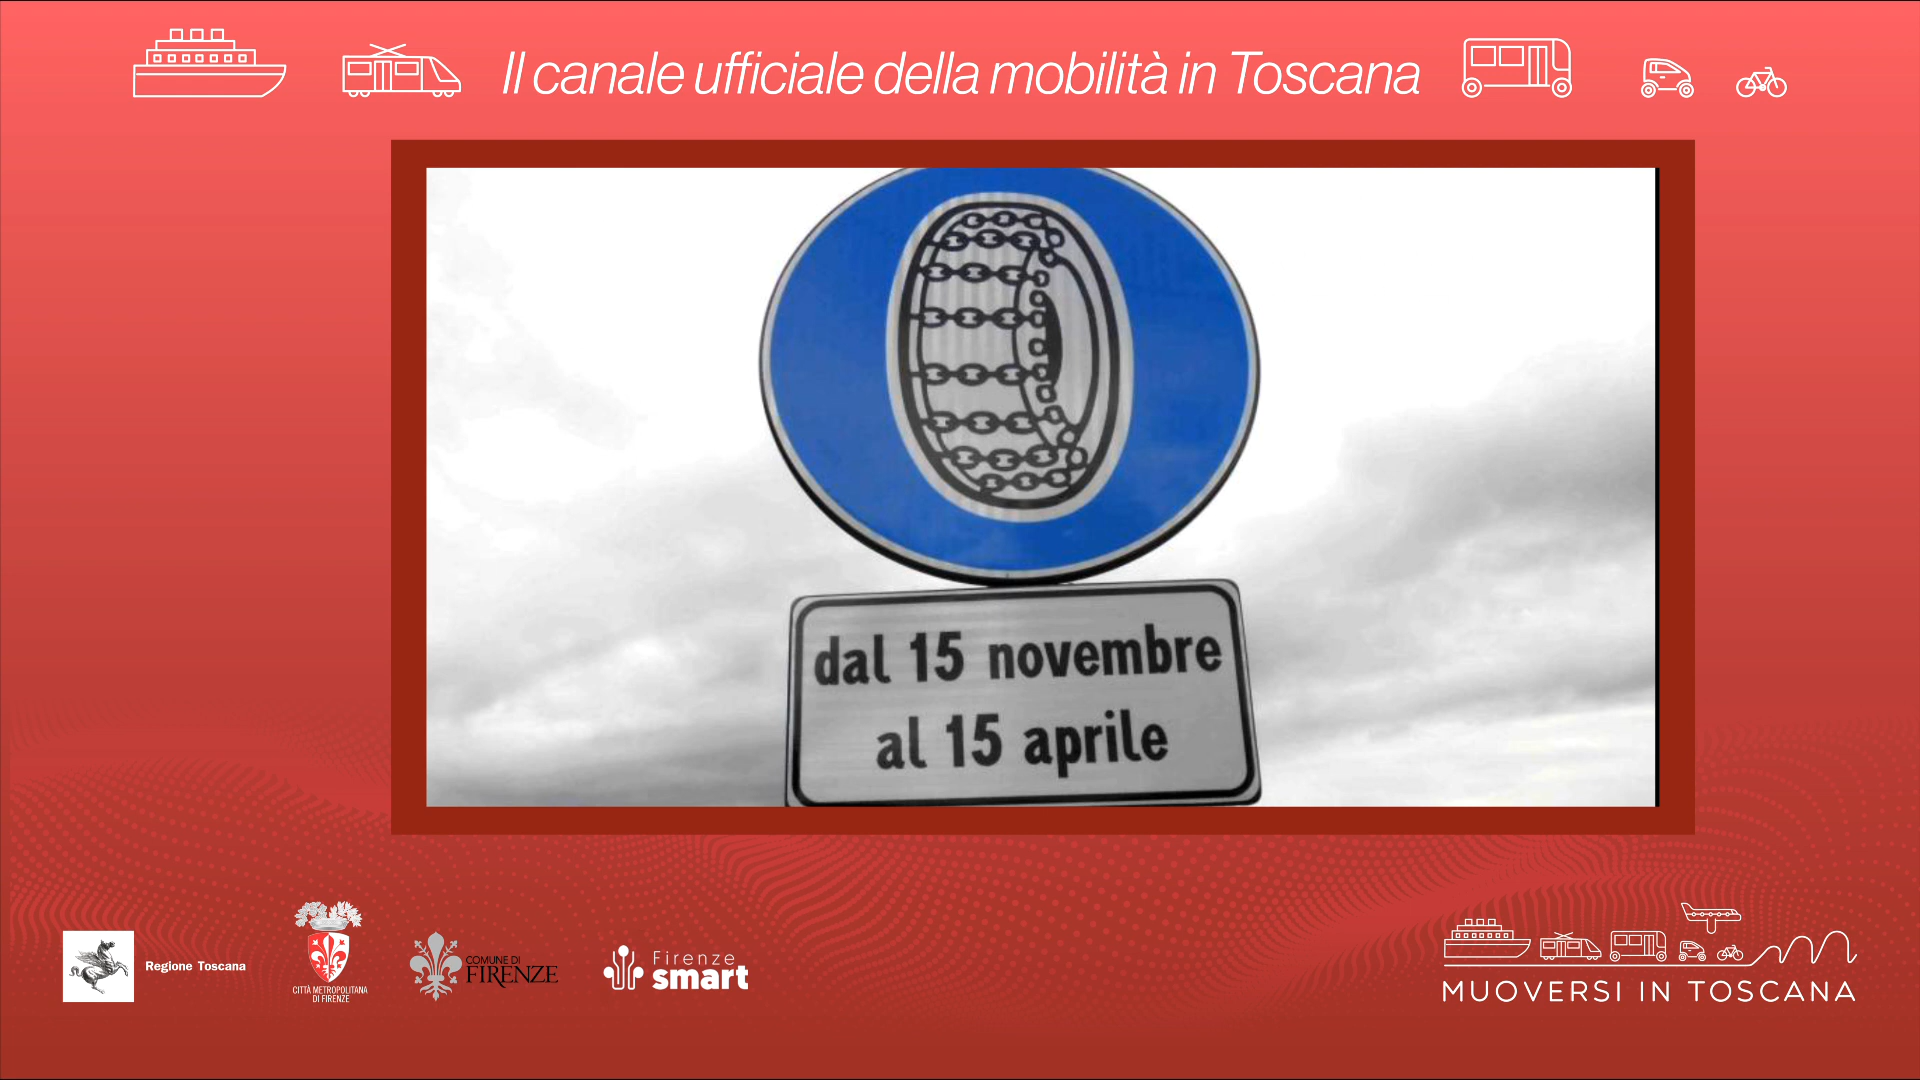 Il canale ufficiale della mobilità in Toscana
dal 15 novembre
al 15 aprile
Regione Toscana
CITTÀ METROPOLITANA
DI FIRENZE
COMUNE DI
FIRENZE
Firenze
smart
MUOVERSI IN TOSCANA